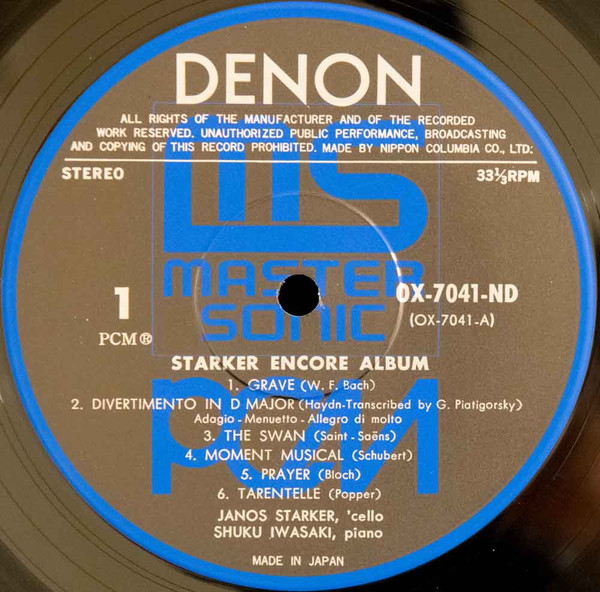 DENON
ALL RIGHTS OF THE MANUFACTURER AND OF THE RECORDED
WORK RESERVED. UNAUTHORIZED PUBLIC PERFORMANCE, BROADCASTING
AND COPYING OF THIS RECORD PROHIBITED. MADE BY NIPPON COLUMBIA CO., LTD:
STEREO
33⅓RPM
MS
MASTER
SONIC
1
PCM®
OX-7041-ND
(OX-7041-A)
STARKER ENCORE ALBUM
1. GRAVE (W. F. Bach)
2. DIVERTIMENTO IN D MAJOR (Haydn-Transcribed by G. Piatigorsky)
Adagio - Menuetto - Allegro di molto
3. THE SWAN (Saint - Saëns)
4. MOMENT MUSICAL (Schubert)
5. PRAYER (Bloch)
6. TARENTELLE (Popper)
PCM
JANOS STARKER, 'cello
SHUKU IWASAKI, piano
MADE IN JAPAN